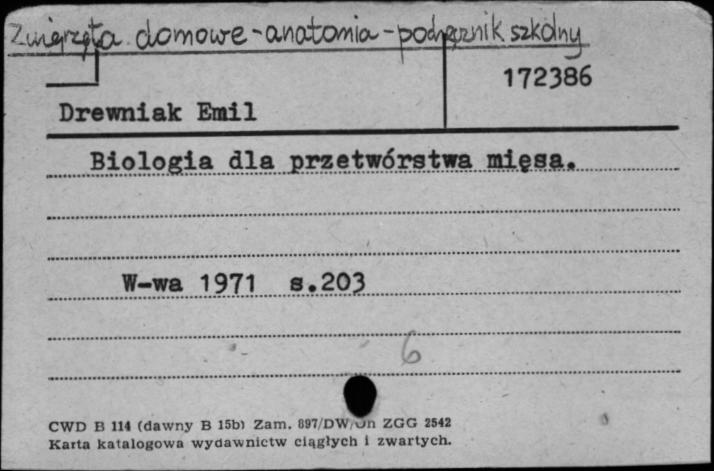 Zwierzęta domowe - anatomia - podręcznik szkolny
172386
Drewniak Emil
Biologia dla przetwórstwa mięsa.
W-wa 1971 s.203
6
CWD B 114 (dawny B 15b) Zam. 897/DW/Un ZGG 2542
Karta katalogowa wydawnictw ciągłych i zwartych.